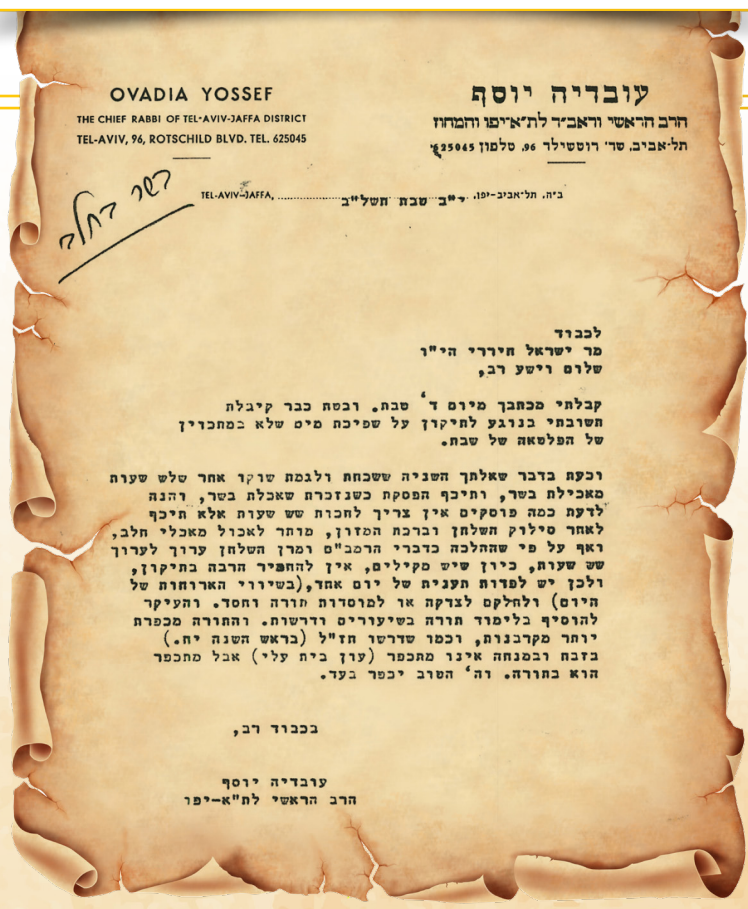 OVADIA YOSSEF
THE CHIEF RABBI OF TEL-AVIV-JAFFA DISTRICT
TEL-AVIV, 96, ROTSCHILD BLVD. TEL. 625045
עובדיה יוסף
הרב הראשי וראב״ד לת״א־יפו והמחוז
תל־אביב, שד׳ רוטשילד 96, טלפון 625045
בשר בחלב
TEL-AVIV-JAFFA, ב״ה, תל־אביב-יפו, י"ב טבת תשל"ב
לכבוד
מר ישראל חיררי הי"ו
שלום וישע רב,
קבלתי מכתבך מיום ד' טבת. ובטח כבר קיבלת
תשובתי בנוגע לתיקון על שפיכת מים שלא במתכוין
של הפלטאה של שבת.
וכעת בדבר שאלתך השניה ששכחת ולגמת שוקו אחר שלש שעות
מאכילת בשר, ותיכף הפסקת כשנזכרת שאכלת בשר, והנה
לדעת כמה פוסקים אין צריך לחכות שש שעות אלא תיכף
לאחר סילוק השלחן וברכת המזון, מותר לאכול מאכלי חלב,
ואף על פי שההלכה כדברי הרמב"ם ומרן השלחן ערוך לערוך
שש שעות, כיון שיש מקילים, אין להחמיר הרבה בתיקון,
ולכן יש לפדות תענית של יום אחד,(בשיווי הארוחות של
היום) ולחלקם לצדקה או למוסדות תורה וחסד. והעיקר
להוסיף בלימוד תורה בשיעורים ודרשות. והתורה מכפרת
יותר מקרבנות, וכמו שדרשו חז"ל (בראש השנה יח.)
בזבח ובמנחה אינו מתכפר (עון בית עלי) אבל מתכפר
הוא בתורה. וה' הטוב יכפר בעד.
בכבוד רב,
עובדיה יוסף
הרב הראשי לת"א-יפו